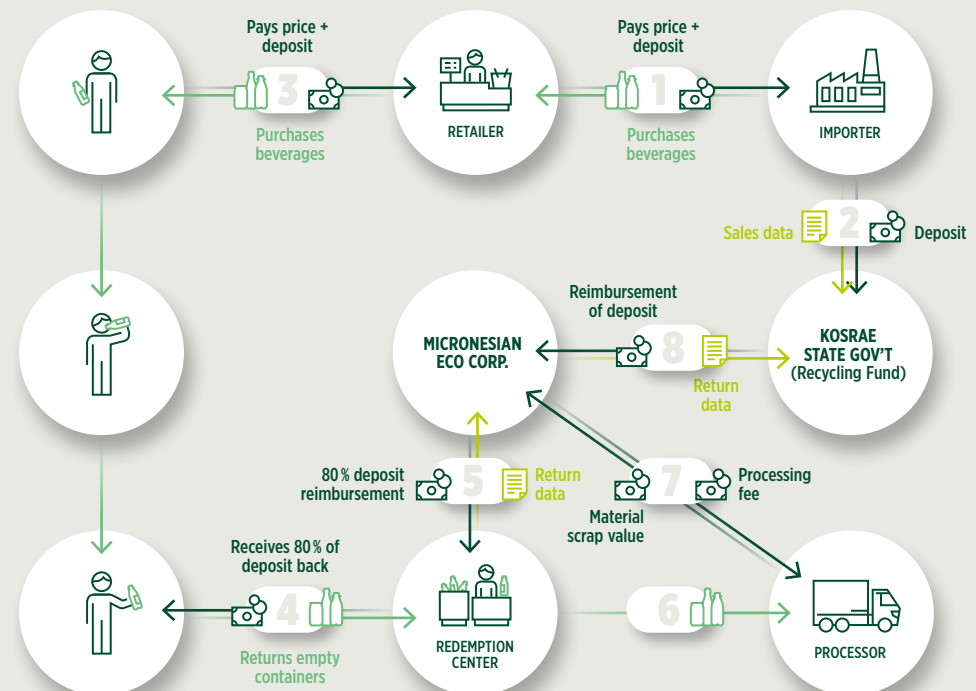 Pays price +
deposit
3
Purchases
beverages
RETAILER
Pays price +
deposit
1
Purchases
beverages
IMPORTER
Sales data
2
Deposit
MICRONESIAN
ECO CORP.
Reimbursement
of deposit
8
Return
data
KOSRAE
STATE GOV'T
(Recycling Fund)
80% deposit
reimbursement
5
Return
data
7
Material
scrap value
Processing
fee
Receives 80% of
deposit back
4
Returns empty
containers
REDEMPTION
CENTER
6
PROCESSOR